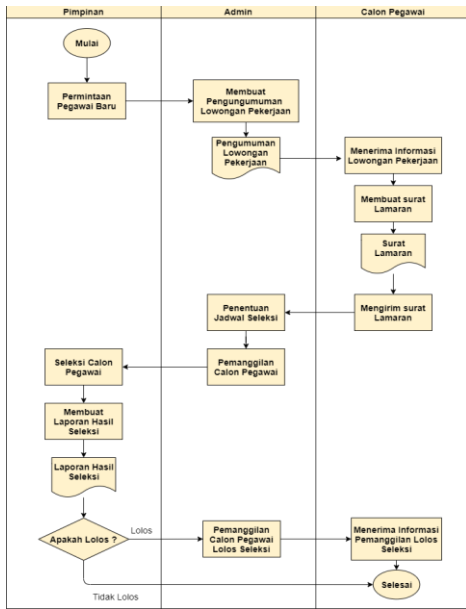 Pimpinan
Admin
Calon Pegawai
Mulai
Permintaan
Pegawai Baru
Membuat
Pengungumuman
Lowongan Pekerjaan
Pengumuman
Lowongan
Pekerjaan
Menerima Informasi
Lowongan Pekerjaan
Membuat surat
Lamaran
Surat
Lamaran
Mengirim surat
Lamaran
Penentuan
Jadwal Seleksi
Pemanggilan
Calon Pegawai
Seleksi Calon
Pegawai
Membuat
Laporan Hasil
Seleksi
Laporan Hasil
Seleksi
Apakah Lolos ?
Lolos
Pemanggilan
Calon Pegawai
Lolos Seleksi
Menerima Informasi
Pemanggilan Lolos
Seleksi
Tidak Lolos
Selesai